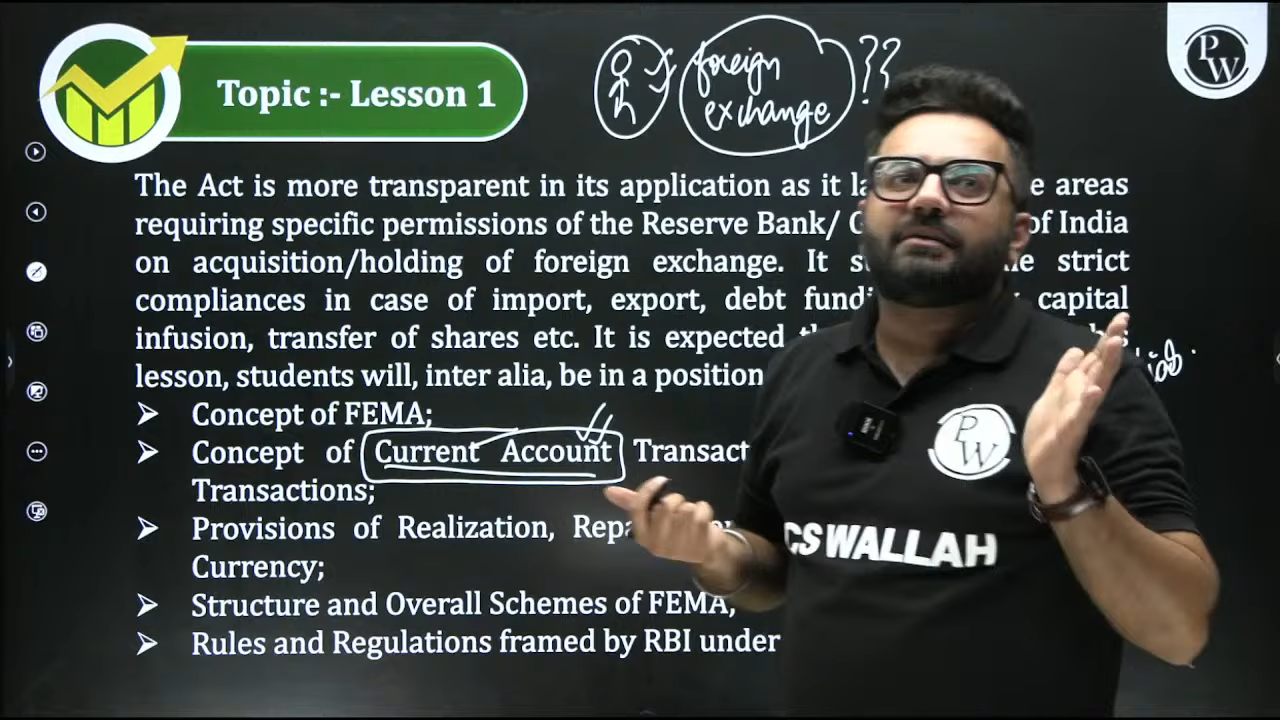 Topic :- Lesson 1
foreign
exchange ??
PW
The Act is more transparent in its application as it la e areas
requiring specific permissions of the Reserve Bank/ G of India
on acquisition/holding of foreign exchange. It s e strict
compliances in case of import, export, debt fundi capital
infusion, transfer of shares etc. It is expected th
lesson, students will, inter alia, be in a position
➤ Concept of FEMA;
➤ Concept of Current Account Transact
Transactions;
➤ Provisions of Realization, Repa
Currency;
➤ Structure and Overall Schemes of FEMA,
➤ Rules and Regulations framed by RBI under
PW
CS WALLAH